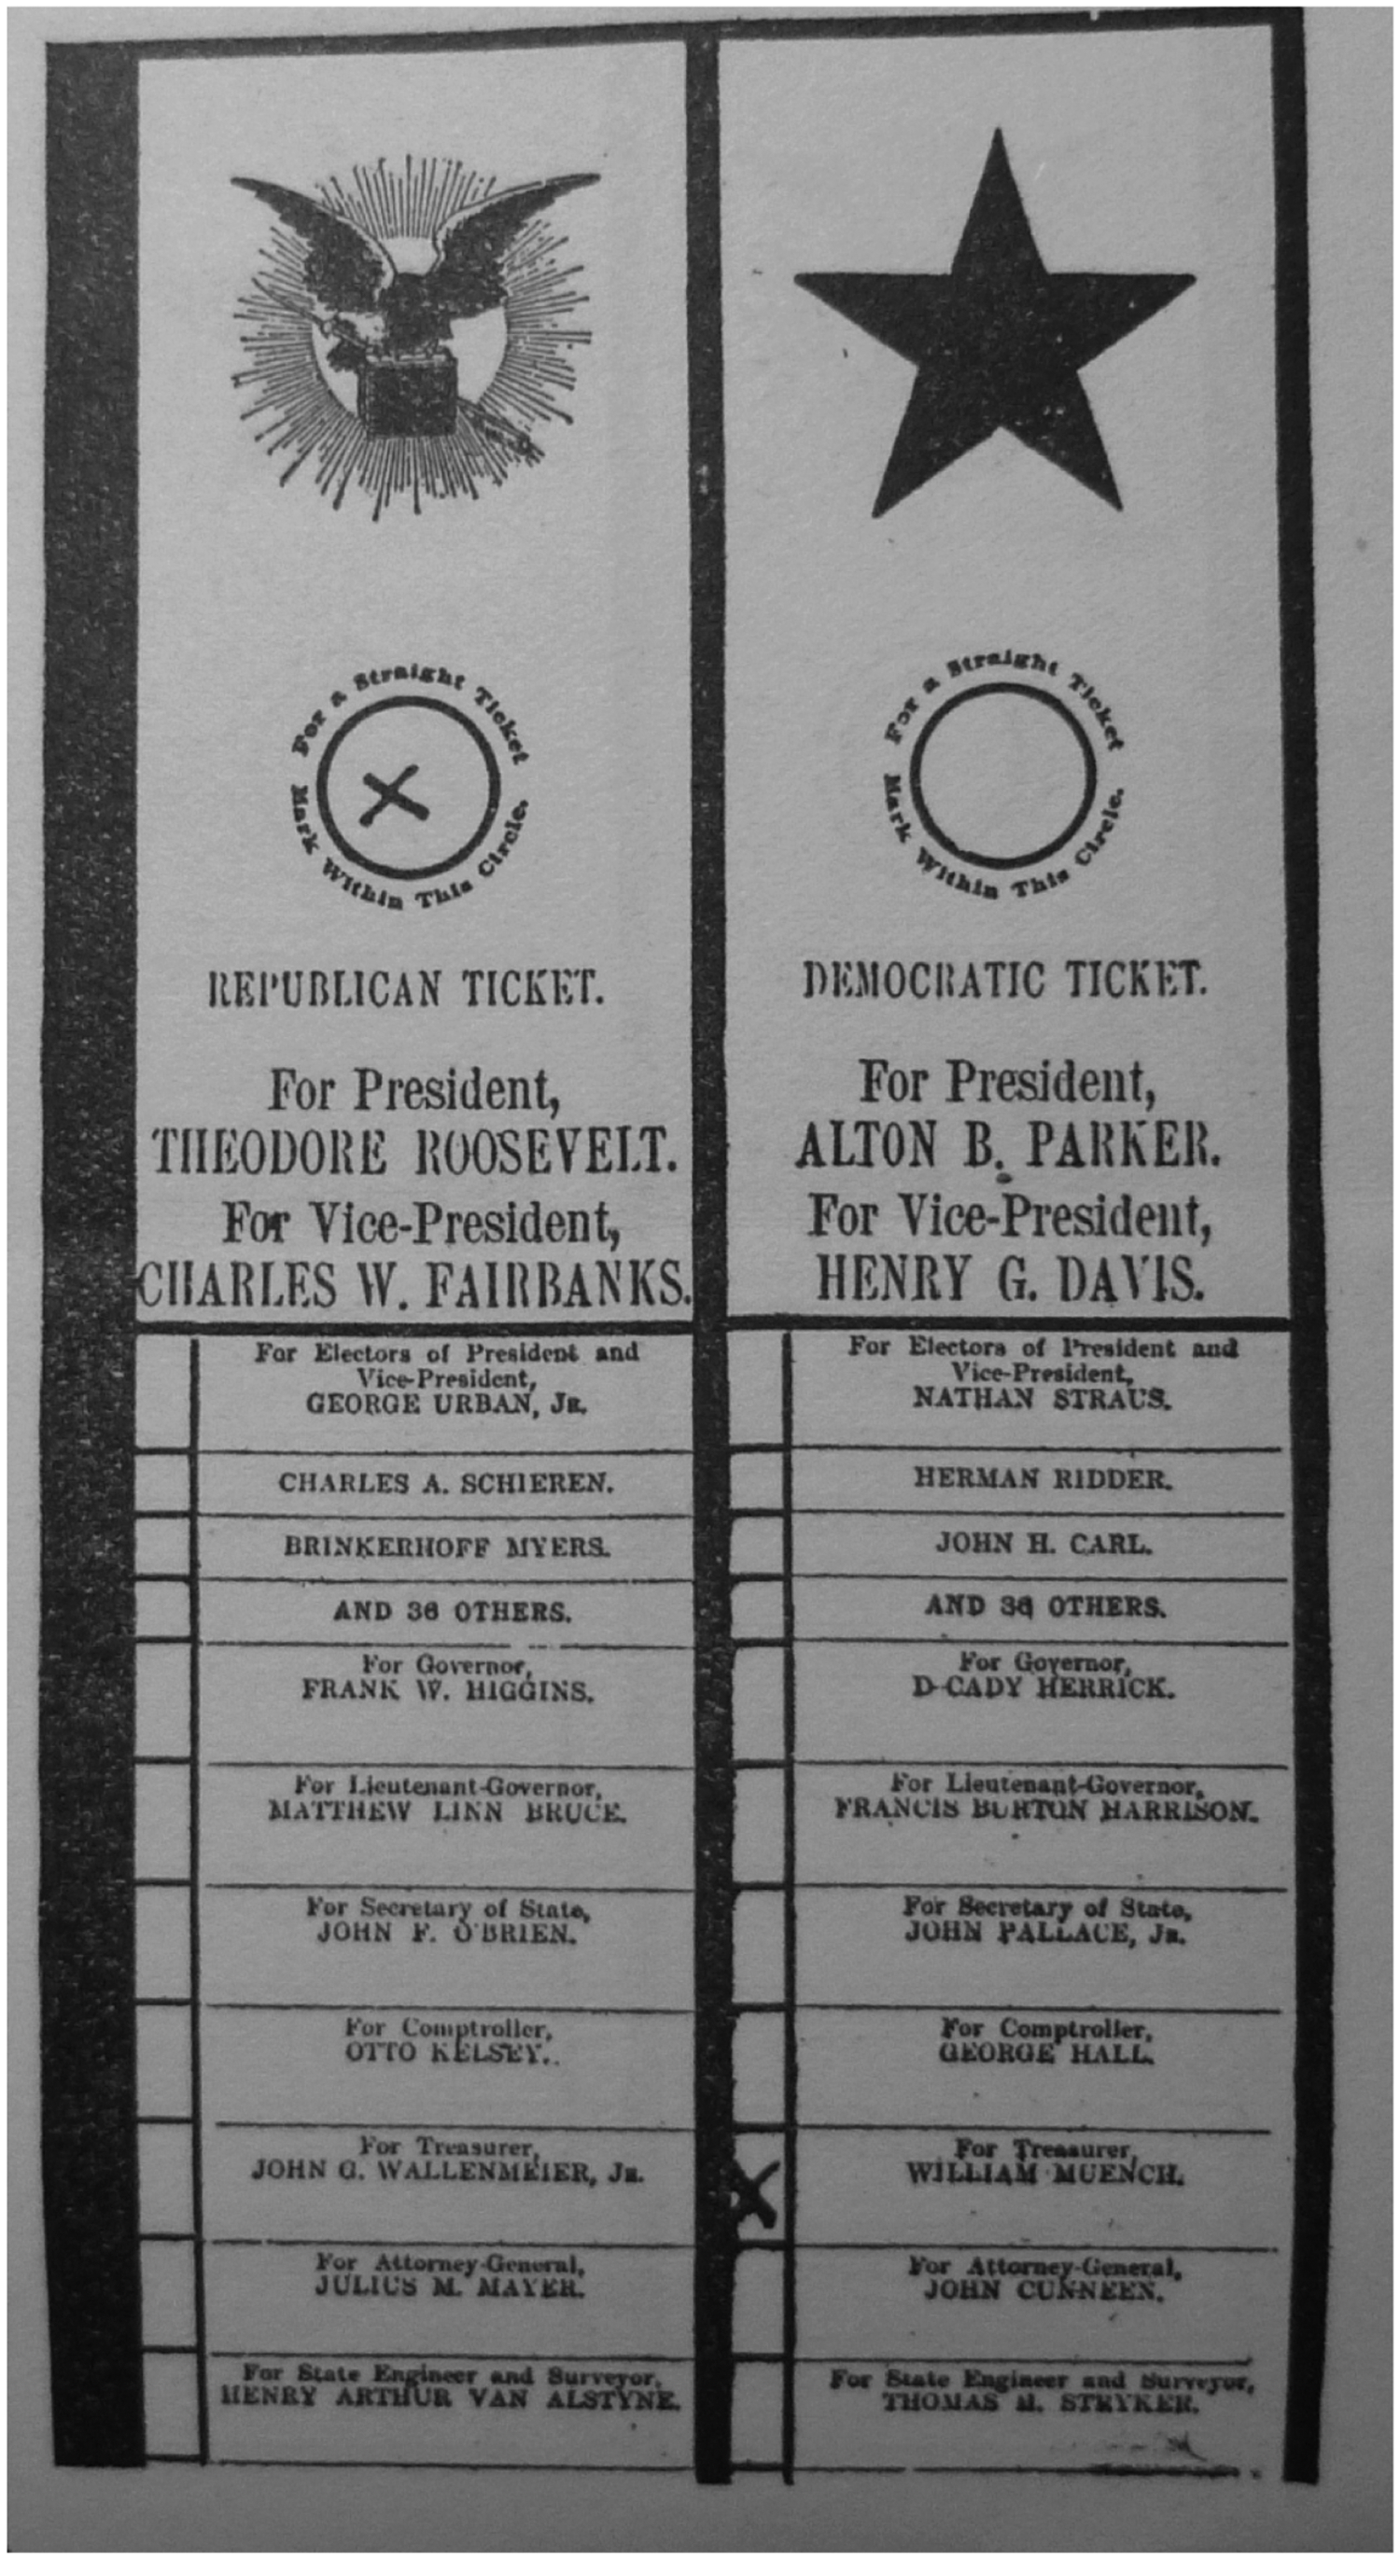 For a Straight Ticket
Mark Within This Circle.
REPUBLICAN TICKET.
For President,
THEODORE ROOSEVELT.
For Vice-President,
CHARLES W. FAIRBANKS.
For Electors of President and
Vice-President,
GEORGE URBAN, JR.
CHARLES A. SCHIEREN.
BRINKERHOFF MYERS.
AND 36 OTHERS.
For Governor,
FRANK W. HIGGINS.
For Lieutenant-Governor,
MATTHEW LINN BRUCE.
For Secretary of State,
JOHN F. O'BRIEN.
For Comptroller,
OTTO KELSEY.
For Treasurer,
JOHN G. WALLENMEIER, JR.
For Attorney-General,
JULIUS M. MAYER.
For State Engineer and Surveyor,
HENRY ARTHUR VAN ALSTYNE.
For a Straight Ticket
Mark Within This Circle.
DEMOCRATIC TICKET.
For President,
ALTON B. PARKER.
For Vice-President,
HENRY G. DAVIS.
For Electors of President and
Vice-President,
NATHAN STRAUS.
HERMAN RIDDER.
JOHN H. CARL.
AND 36 OTHERS.
For Governor,
D-CADY HERRICK.
For Lieutenant-Governor,
FRANCIS BURTON HARRISON.
For Secretary of State,
JOHN PALLACE, JR.
For Comptroller,
GEORGE HALL.
For Treasurer,
WILLIAM MUENCH.
For Attorney-General,
JOHN CUNNEEN.
For State Engineer and Surveyor,
THOMAS M. STRYKER.